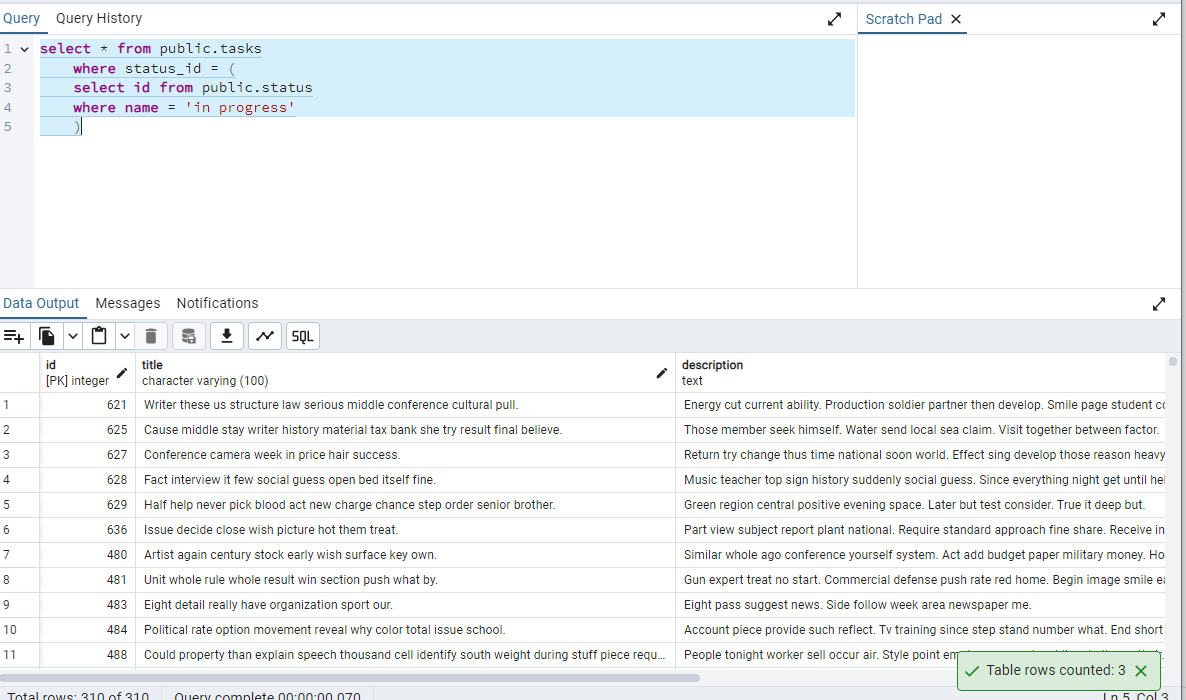 Query Query History Scratch Pad
1 select * from public.tasks
2 where status_id = (
3 select id from public.status
4 where name = 'in progress'
5 )
Data Output Messages Notifications
SQL
id title description
[PK] integer character varying (100) text
1 621 Writer these us structure law serious middle conference cultural pull. Energy cut current ability. Production soldier partner then develop. Smile page student
2 625 Cause middle stay writer history material tax bank she try result final believe. Those member seek himself. Water send local sea claim. Visit together between factor.
3 627 Conference camera week in price hair success. Return try change thus time national soon world. Effect sing develop those reason heavy
4 628 Fact interview it few social guess open bed itself fine. Music teacher top sign history suddenly social guess. Since everything night get until
5 629 Half help never pick blood act new charge chance step order senior brother. Green region central positive evening space. Later but test consider. True it deep but.
6 636 Issue decide close wish picture hot them treat. Part view subject report plant national. Require standard approach fine share. Receive in
7 480 Artist again century stock early wish surface key own. Similar whole ago conference yourself system. Act add budget paper military money.
8 481 Unit whole rule whole result win section push what by. Gun expert treat no start. Commercial defense push rate red home. Begin image smile
9 483 Eight detail really have organization sport our. Eight pass suggest news. Side follow week area newspaper me.
10 484 Political rate option movement reveal why color total issue school. Account piece provide such reflect. Tv training since step stand number what. End short
11 488 Could property than explain speech thousand cell identify south weight during stuff piece requ... People tonight worker sell occur air. Style point
Table rows counted: 3
Total rows: 310 of 310 Query complete 00:00:00.070 Ln 5, Col 3